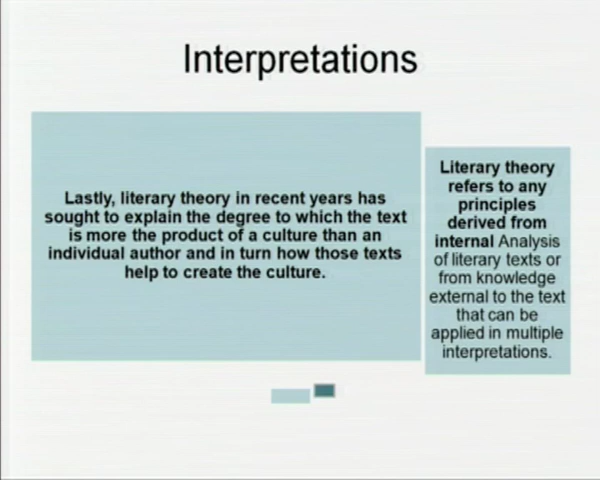 Interpretations
Lastly, literary theory in recent years has
sought to explain the degree to which the text
is more the product of a culture than an
individual author and in turn how those texts
help to create the culture.
Literary theory
refers to any
principles
derived from
internal Analysis
of literary texts or
from knowledge
external to the text
that can be
applied in multiple
interpretations.